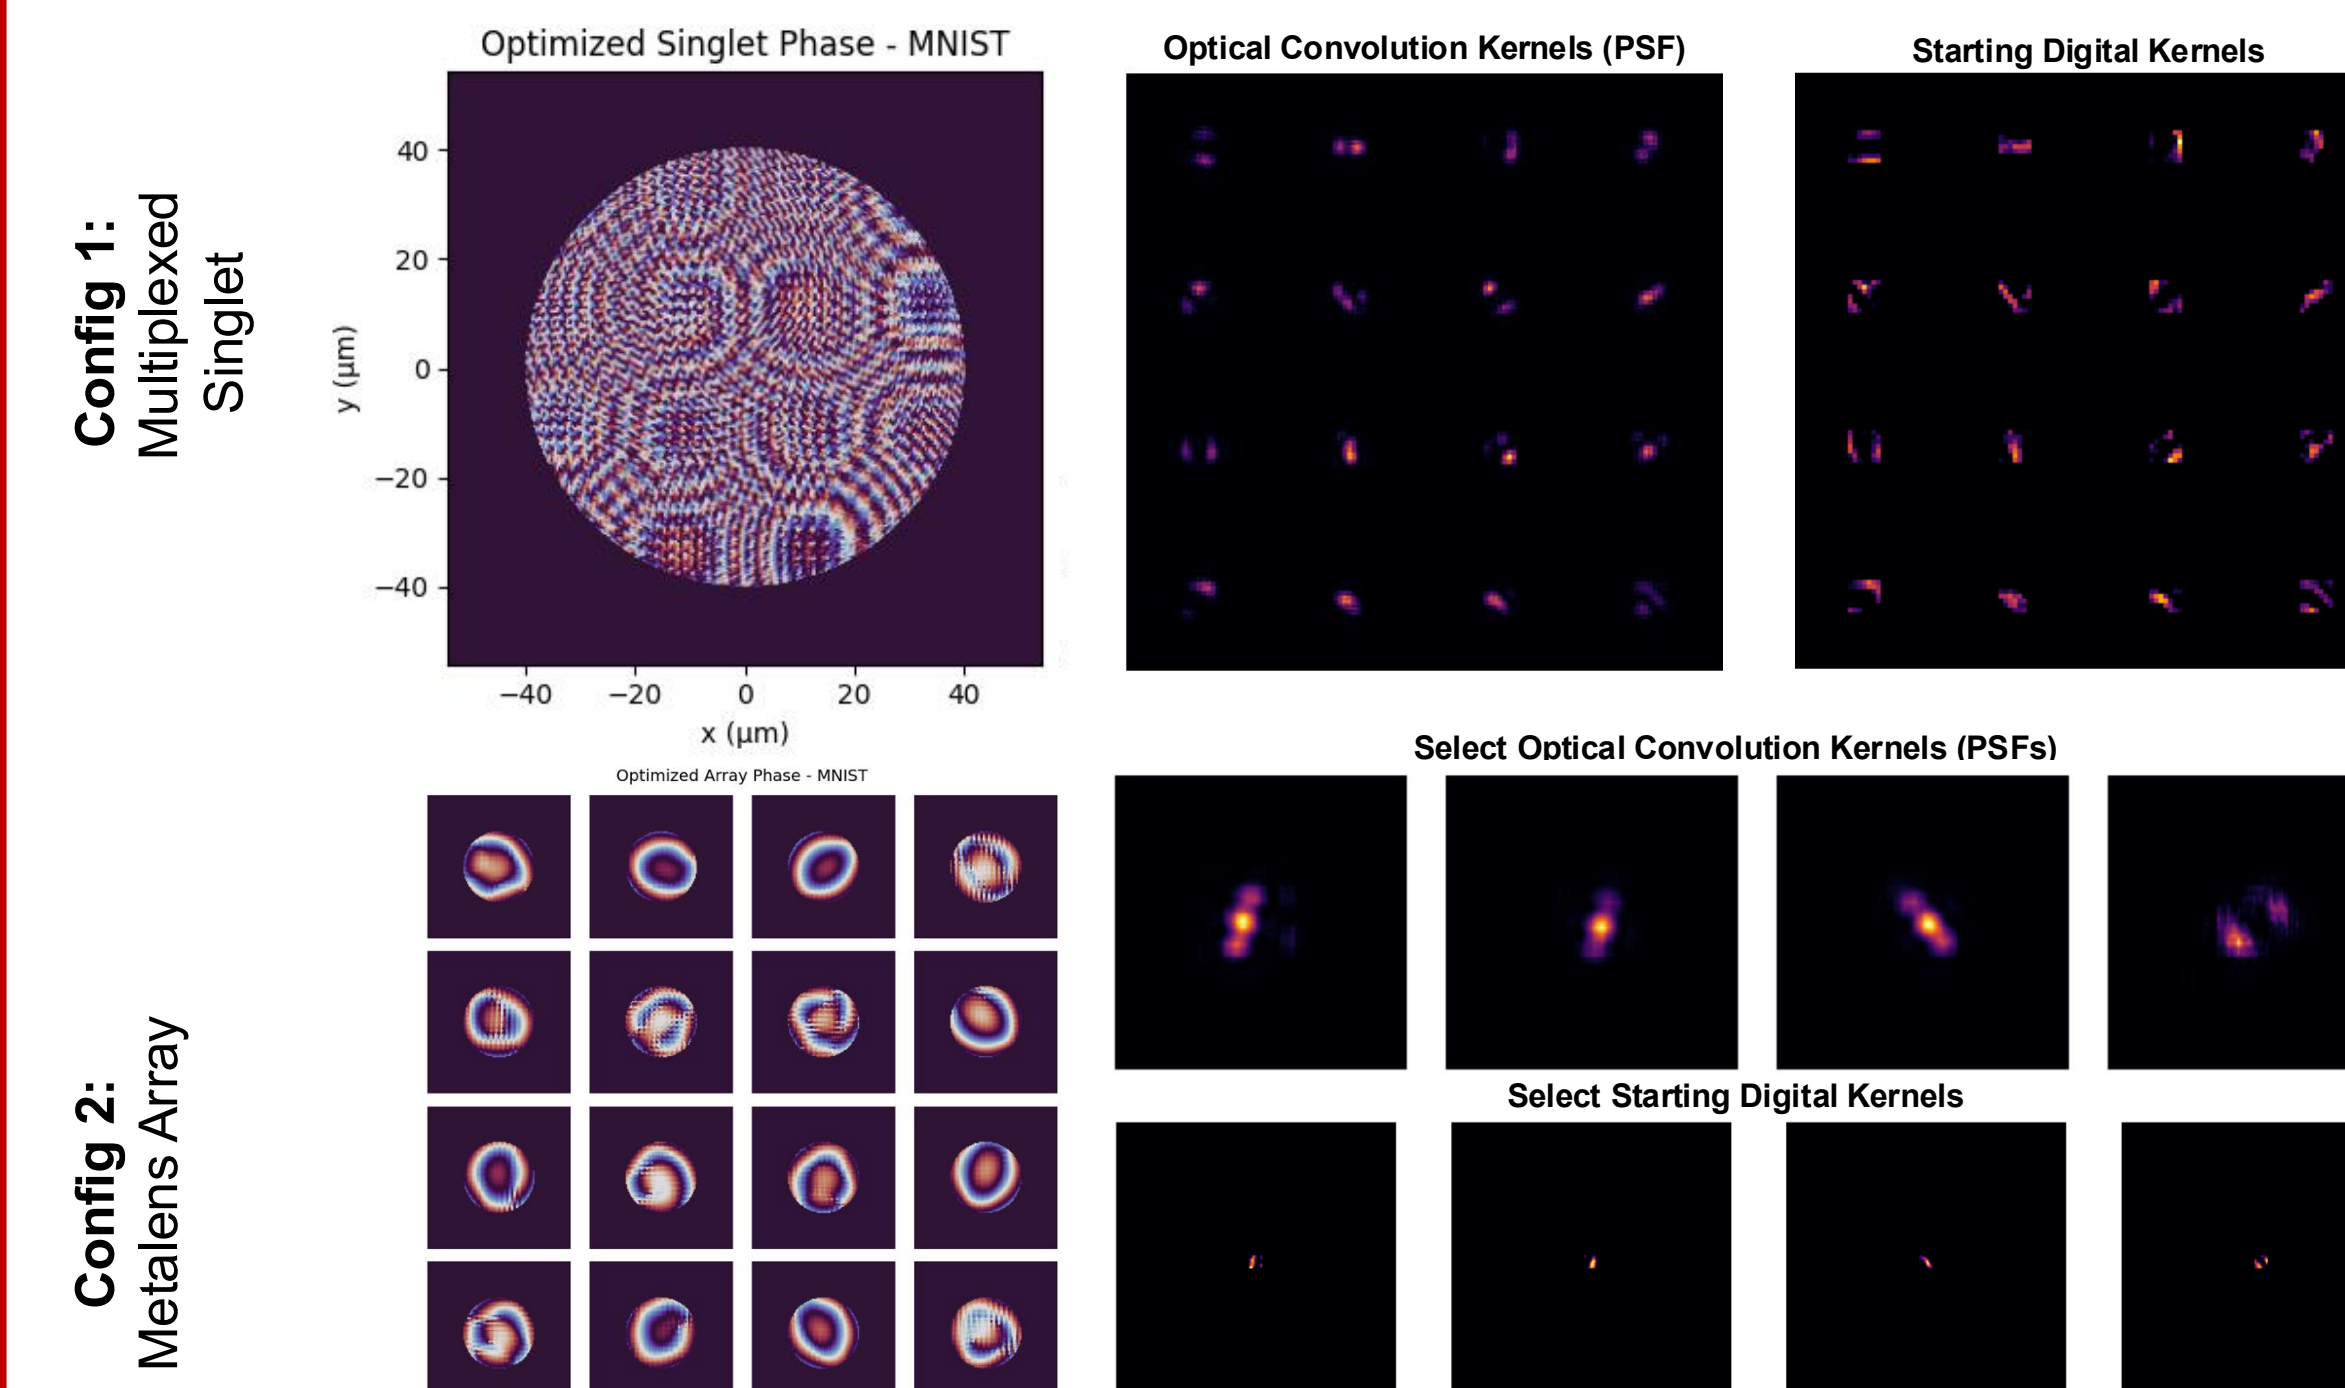 Config 1:
Multiplexed
Singlet
Optimized Singlet Phase - MNIST
y (μm)
40
20
0
−20
−40
−40 −20 0 20 40
x (μm)
Optical Convolution Kernels (PSF)
Starting Digital Kernels
Config 2:
Metalens Array
Optimized Array Phase - MNIST
Select Optical Convolution Kernels (PSFs)
Select Starting Digital Kernels